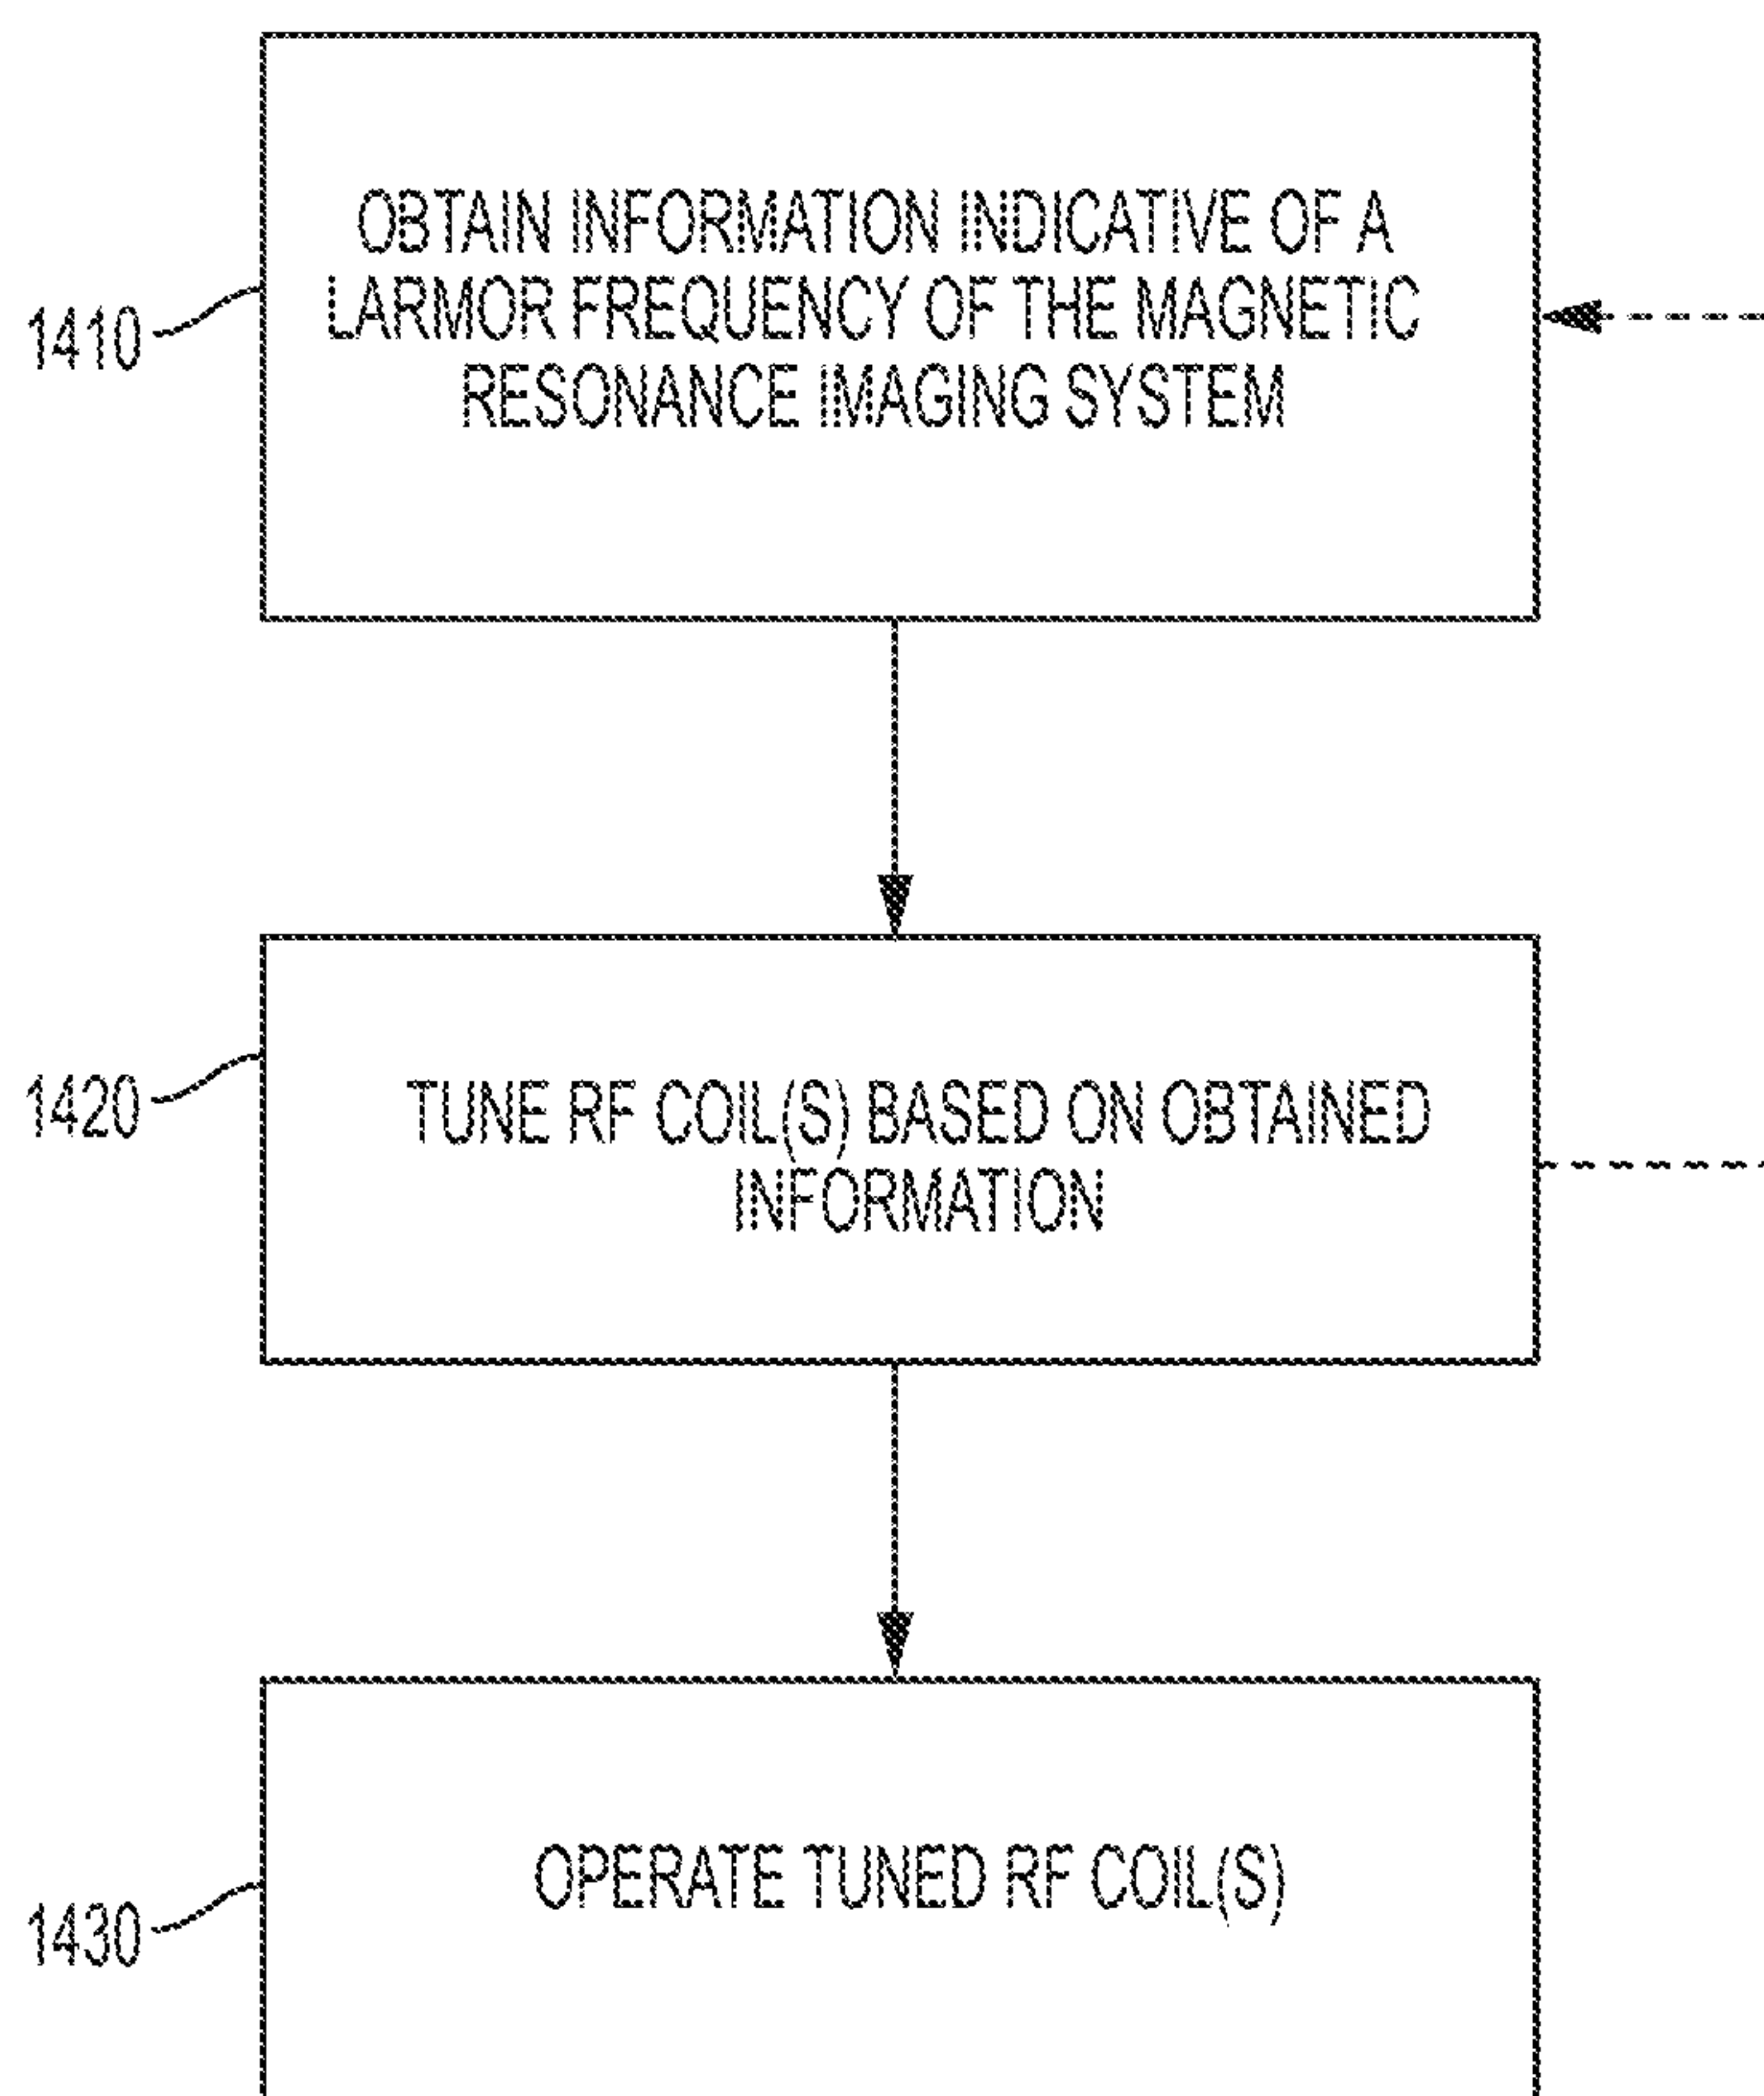 OBTAIN INFORMATION INDICATIVE OF A
LARMOR FREQUENCY OF THE MAGNETIC
RESONANCE IMAGING SYSTEM
1410
TUNE RF COIL(S) BASED ON OBTAINED
INFORMATION
1420
OPERATE TUNED RF COIL(S)
1430